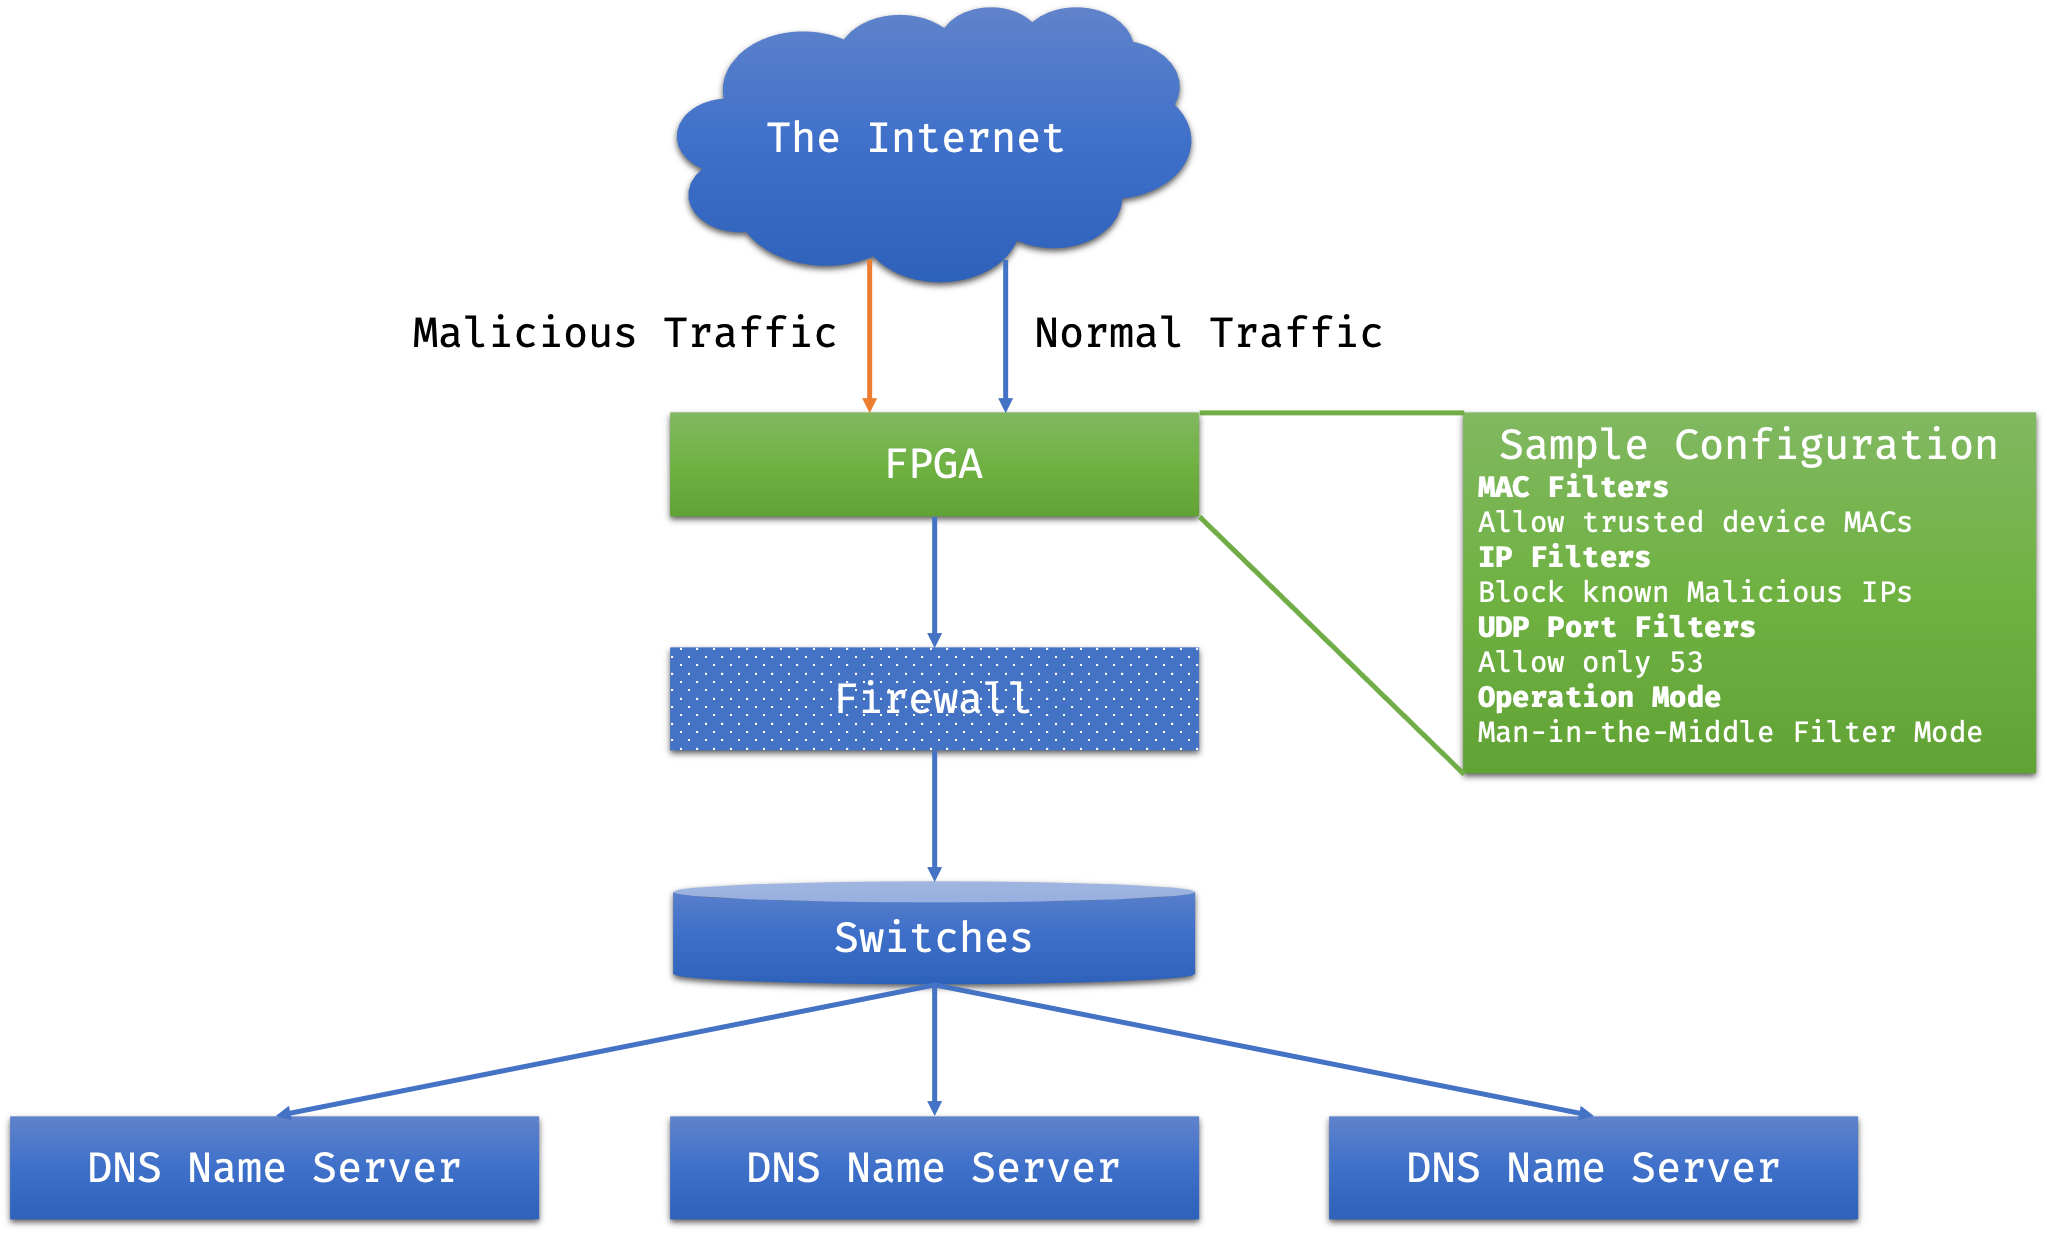 The Internet
Malicious Traffic
Normal Traffic
FPGA
Sample Configuration
MAC Filters
Allow trusted device MACs
IP Filters
Block known Malicious IPs
UDP Port Filters
Allow only 53
Operation Mode
Man-in-the-Middle Filter Mode
Firewall
Switches
DNS Name Server
DNS Name Server
DNS Name Server